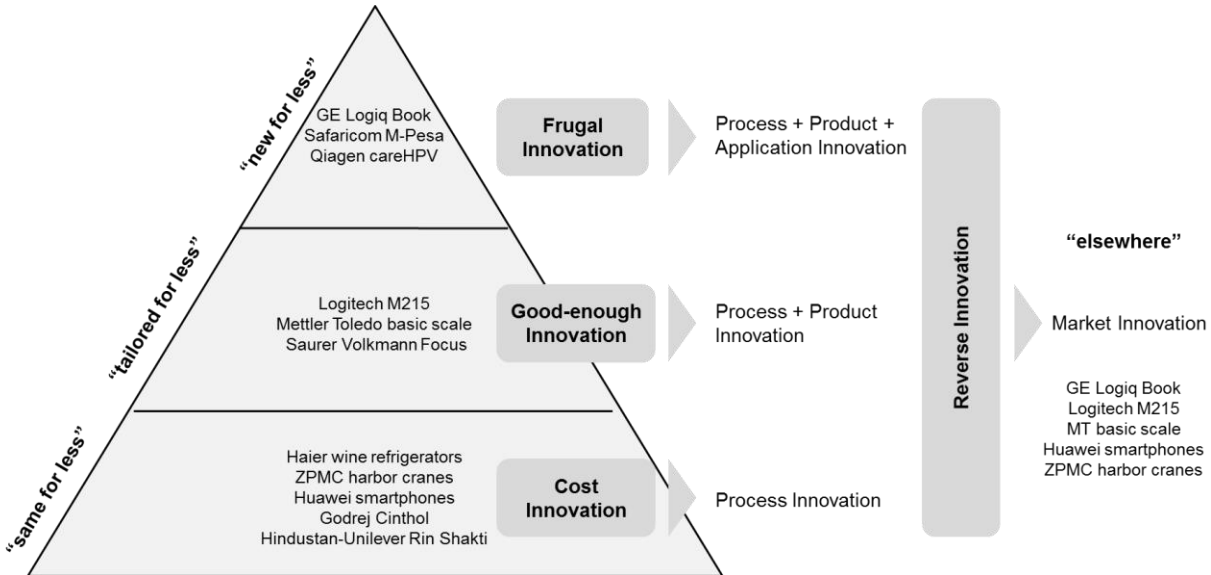 “new for less”
GE Logiq Book
Safaricom M-Pesa
Qiagen careHPV
Frugal
Innovation
Process + Product +
Application Innovation
“tailored for less”
Logitech M215
Mettler Toledo basic scale
Saurer Volkmann Focus
Good-enough
Innovation
Process + Product
Innovation
“same for less”
Haier wine refrigerators
ZPMC harbor cranes
Huawei smartphones
Godrej Cinthol
Hindustan-Unilever Rin Shakti
Cost
Innovation
Process Innovation
Reverse Innovation
“elsewhere”
Market Innovation
GE Logiq Book
Logitech M215
MT basic scale
Huawei smartphones
ZPMC harbor cranes